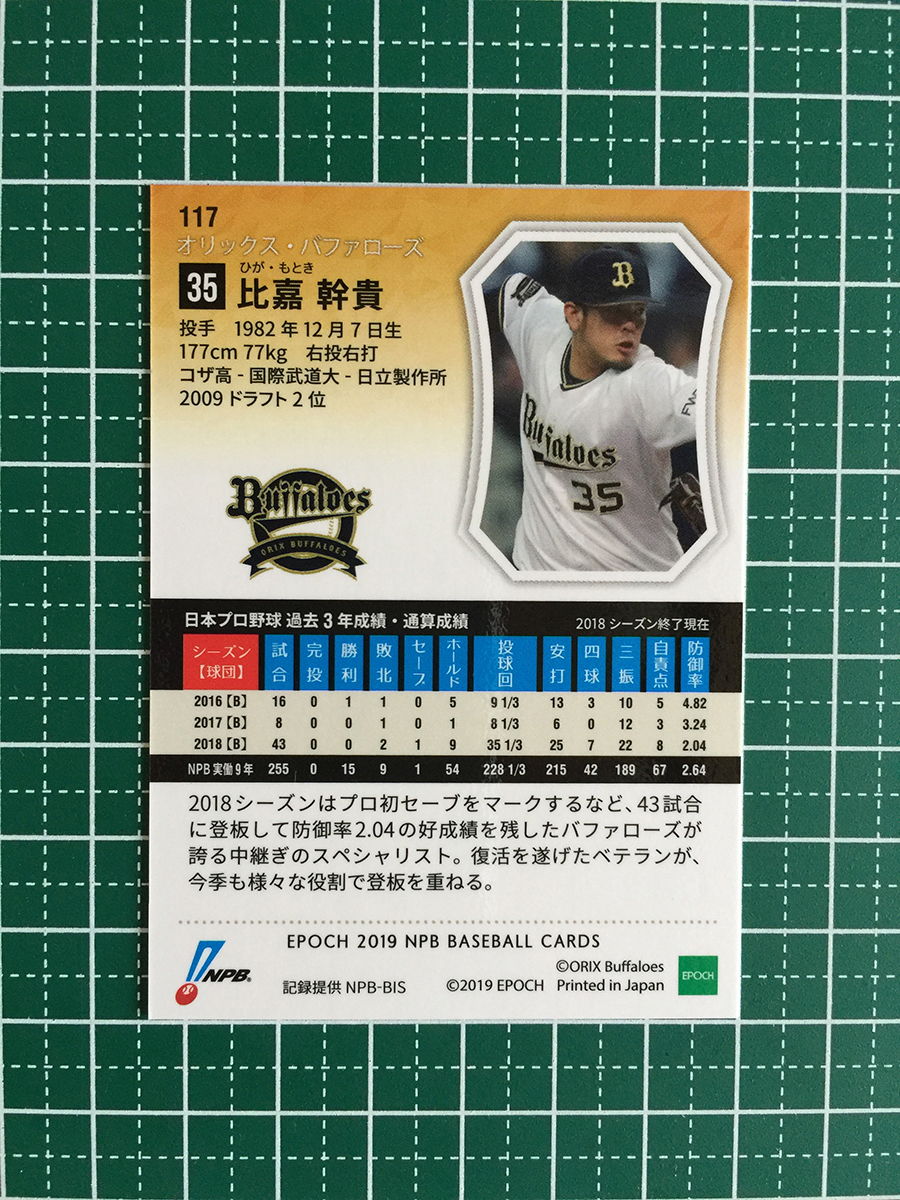 117
オリックス・バファローズ
ひが・もとき
35 比嘉 幹貴
投手 1982年12月7日生
177cm 77kg 右投右打
コザ高 - 国際武道大 - 日立製作所
2009ドラフト2位
B
Buffaloes
35
Buffaloes
ORIX BUFFALOES
日本プロ野球 過去3年成績・通算成績 2018シーズン終了現在
シーズン【球団】 試合 完投 勝利 敗北 セーブ ホールド 投球回 安打 四球 三振 自責点 防御率
2016【B】 16 0 1 1 0 5 9 1/3 13 3 10 5 4.82
2017【B】 8 0 0 1 0 1 8 1/3 6 0 12 3 3.24
2018【B】 43 0 0 2 1 9 35 1/3 25 7 22 8 2.04
NPB実働9年 255 0 15 9 1 54 228 1/3 215 42 189 67 2.64
2018シーズンはプロ初セーブをマークするなど、43試合
に登板して防御率2.04の好成績を残したバファローズが
誇る中継ぎのスペシャリスト。復活を遂げたベテランが、
今季も様々な役割で登板を重ねる。
EPOCH 2019 NPB BASEBALL CARDS
NPB
記録提供 NPB-BIS
©ORIX Buffaloes
©2019 EPOCH Printed in Japan
EPOCH